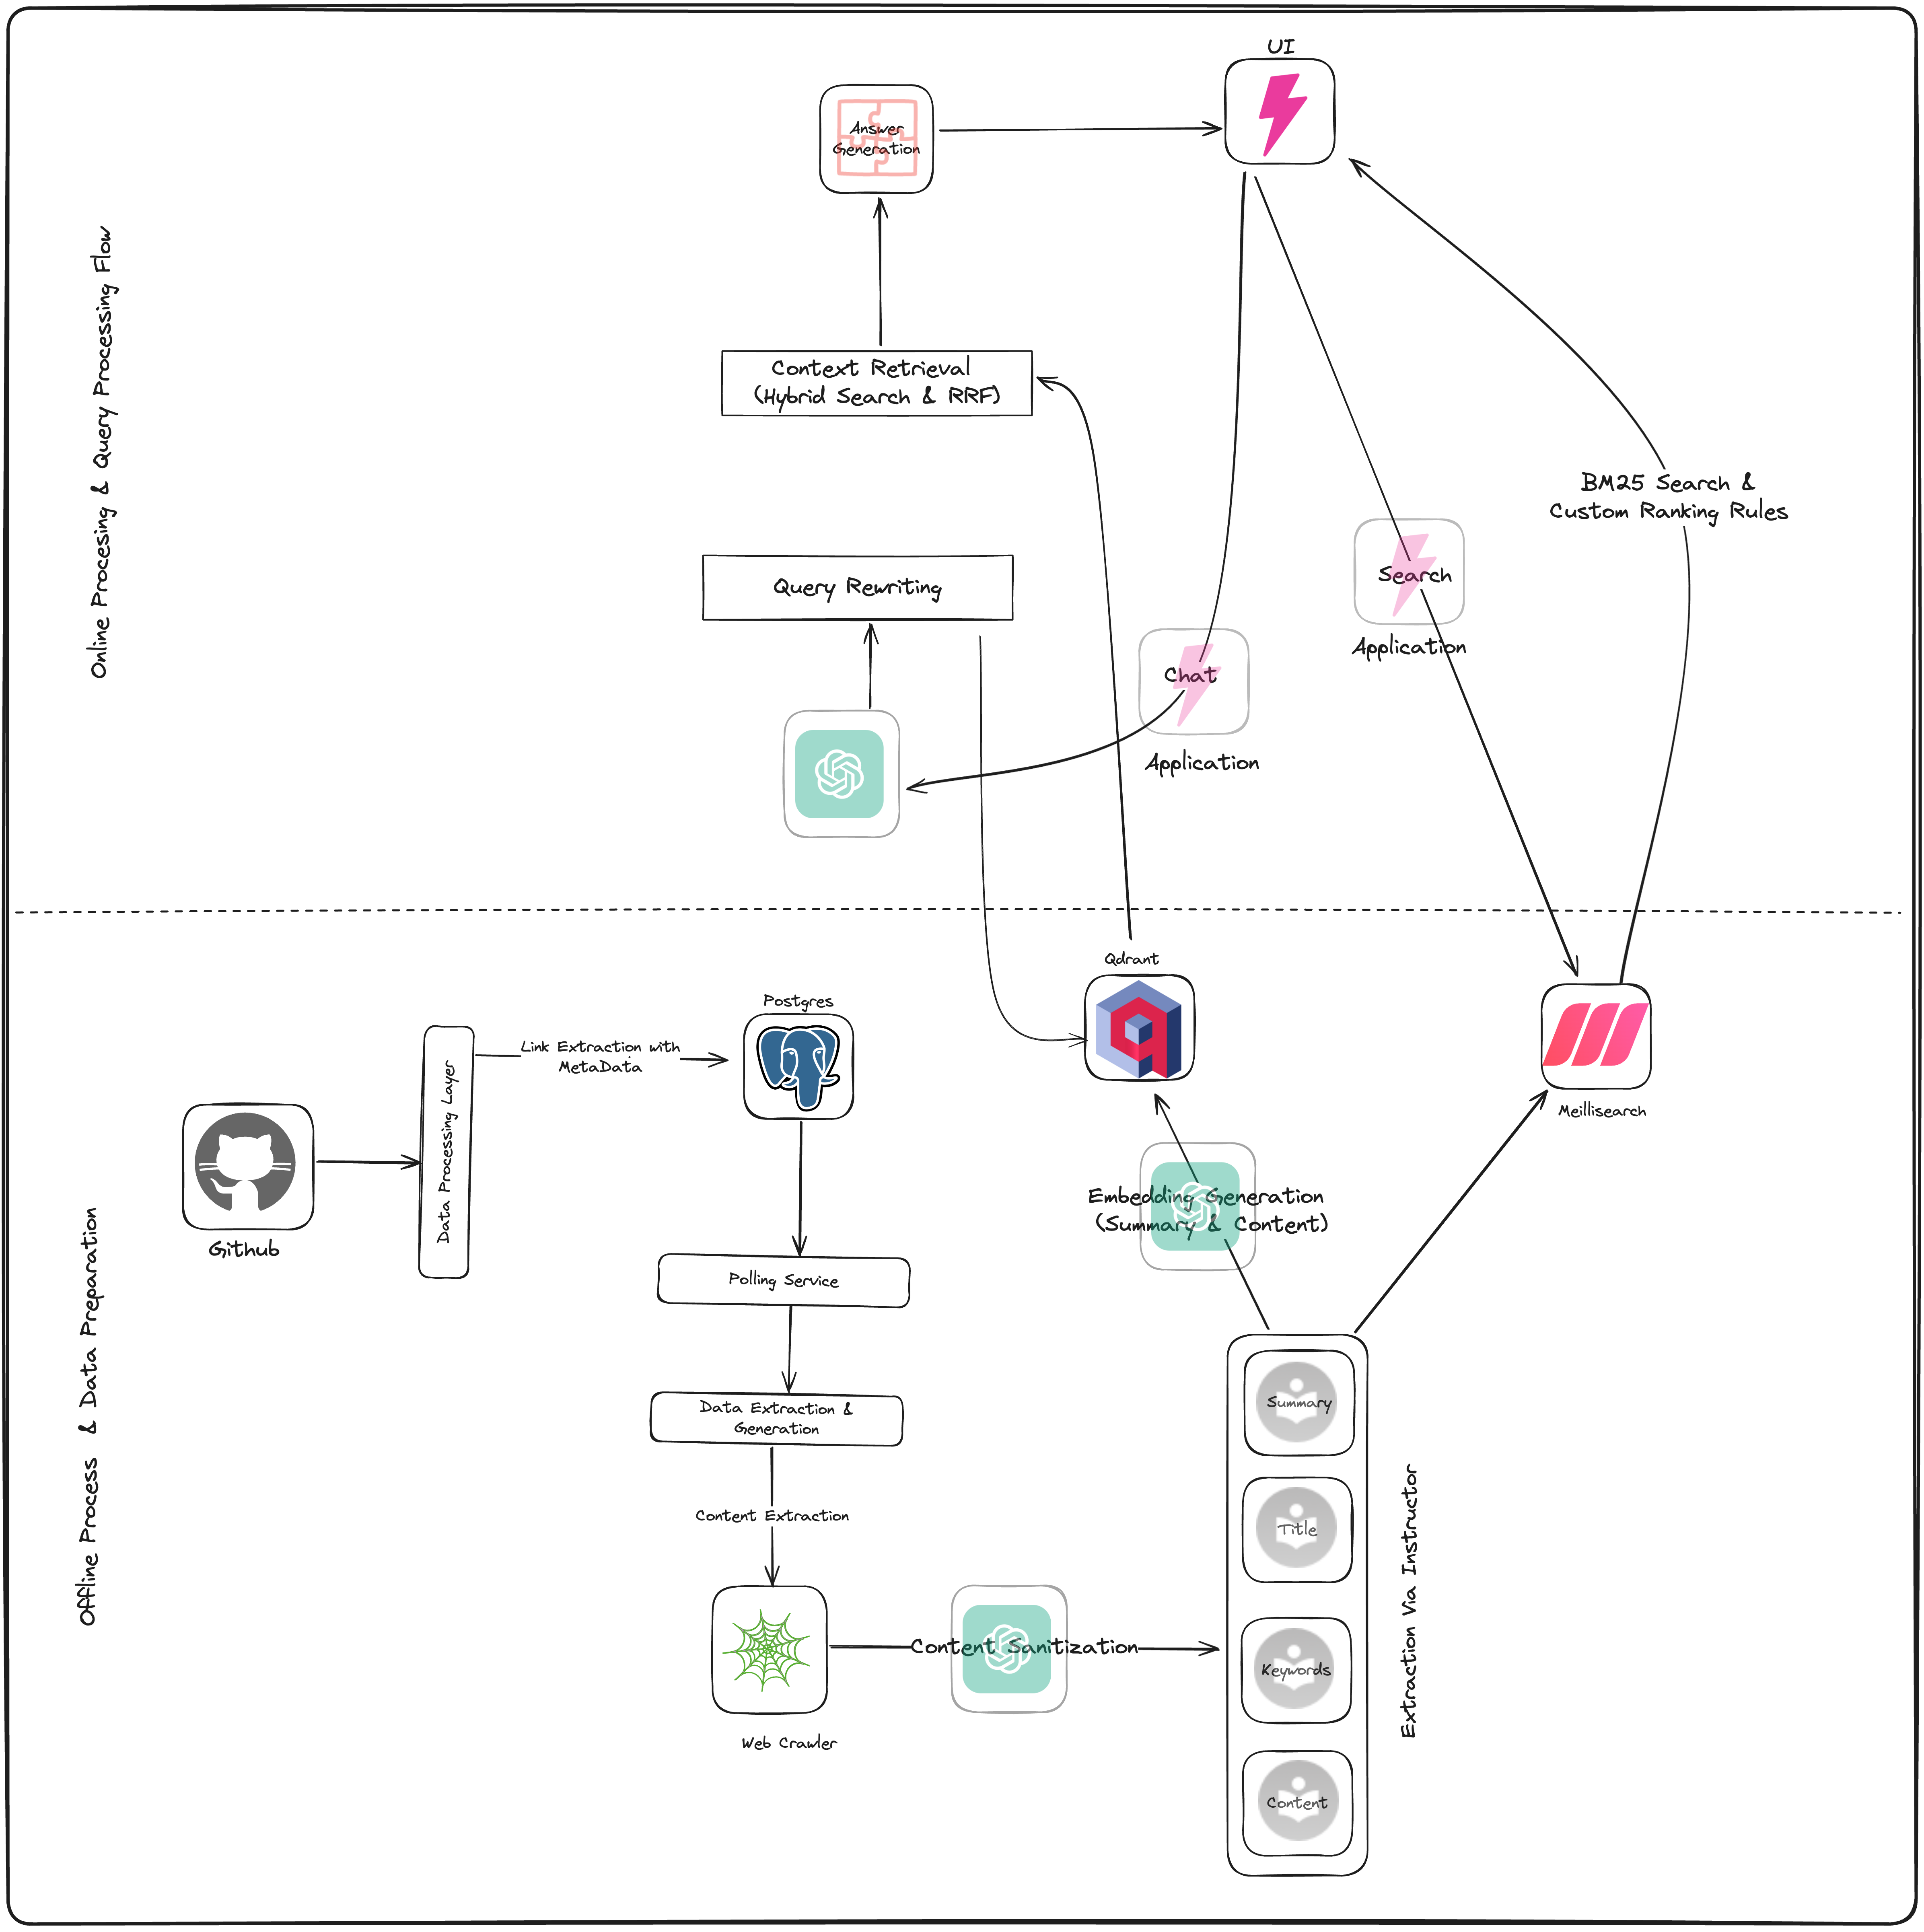 UI
Answer
Generation
Online Procesing & Query Processing Flow
Context Retrieval
(Hybrid Search & RRF)
BM25 Search &
Custom Ranking Rules
Query Rewriting
Search
Application
Chat
Application
Qdrant
Postgres
Link Extraction with
MetaData
Data Processing Layer
Meillisearch
Github
Embedding Generation
(Summary & Content)
Polling Service
Offline Process & Data Preparation
Data Extraction &
Generation
Summary
Content Extraction
Title
Extraction Via Instructor
Content Sanitization
Keywords
Web Crawler
Content